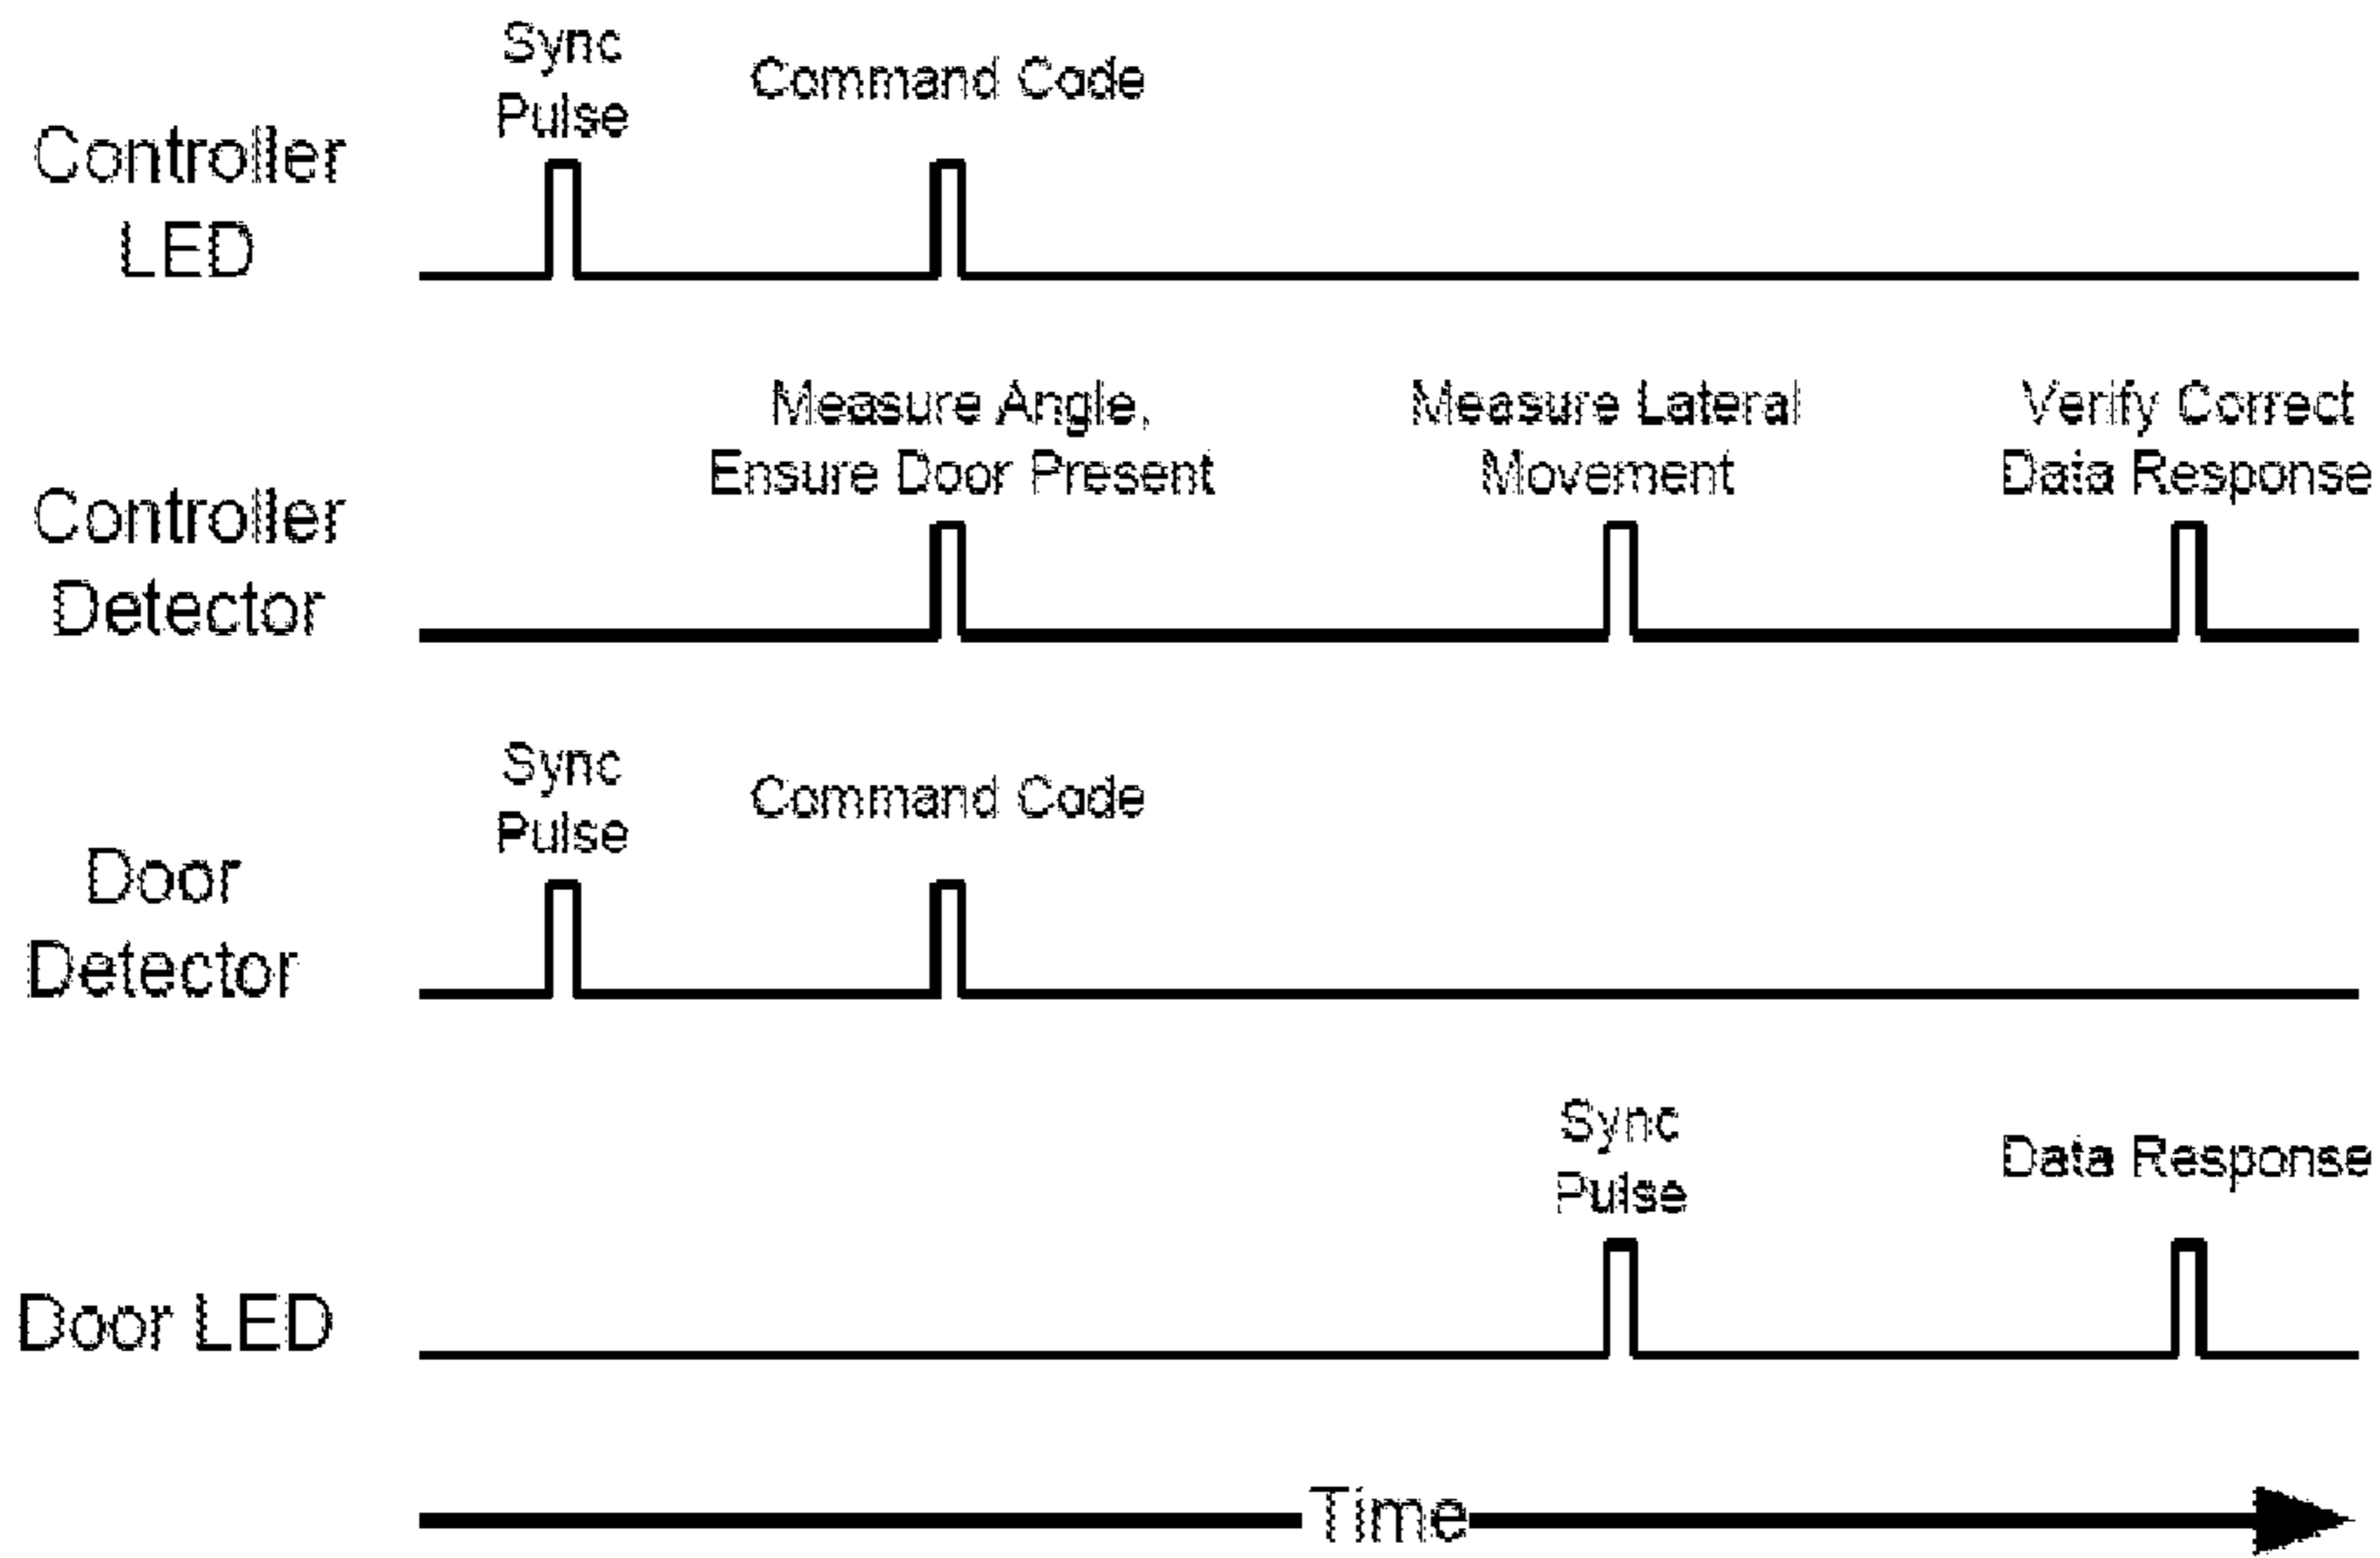 Sync
Pulse
Command Code
Controller
LED
Measure Angle,
Ensure Door Present
Measure Lateral
Movement
Verify Correct
Data Response
Controller
Detector
Sync
Pulse
Command Code
Door
Detector
Sync
Pulse
Data Response
Door LED
Time